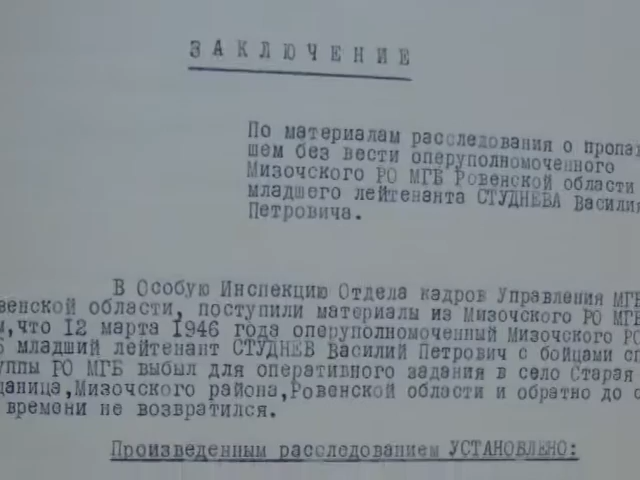 ЗАКЛЮЧЕНИЕ
По материалам расследования о пропа
шем без вести оперуполномоченного
Мизочского РО МГБ Ровенской области
младшего лейтенанта СТУДНЕВА Василия
Петровича.
В Особую Инспекцию Отдела кадров Управления МГБ
венской области, поступили материалы из Мизочского РО МГБ
м,что 12 марта 1946 года оперуполномоченный Мизочского РО
Б младший лейтенант СТУДНЕВ Василий Петрович с бойцами сп
уппы РО МГБ выбыл для оперативного задания в село Старая
даница,Мизочского района,Ровенской области и обратно до с
времени не возвратился.
Произведенным расследованием УСТАНОВЛЕНО: